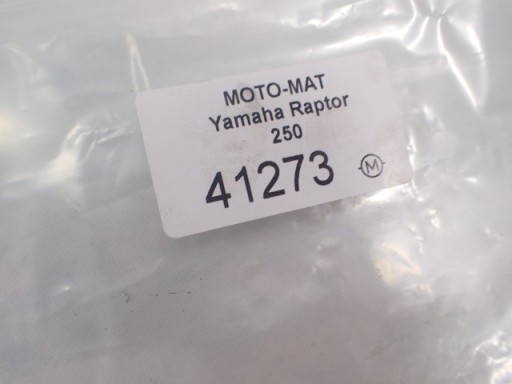 MOTO-MAT
Yamaha Raptor
250
41273 M